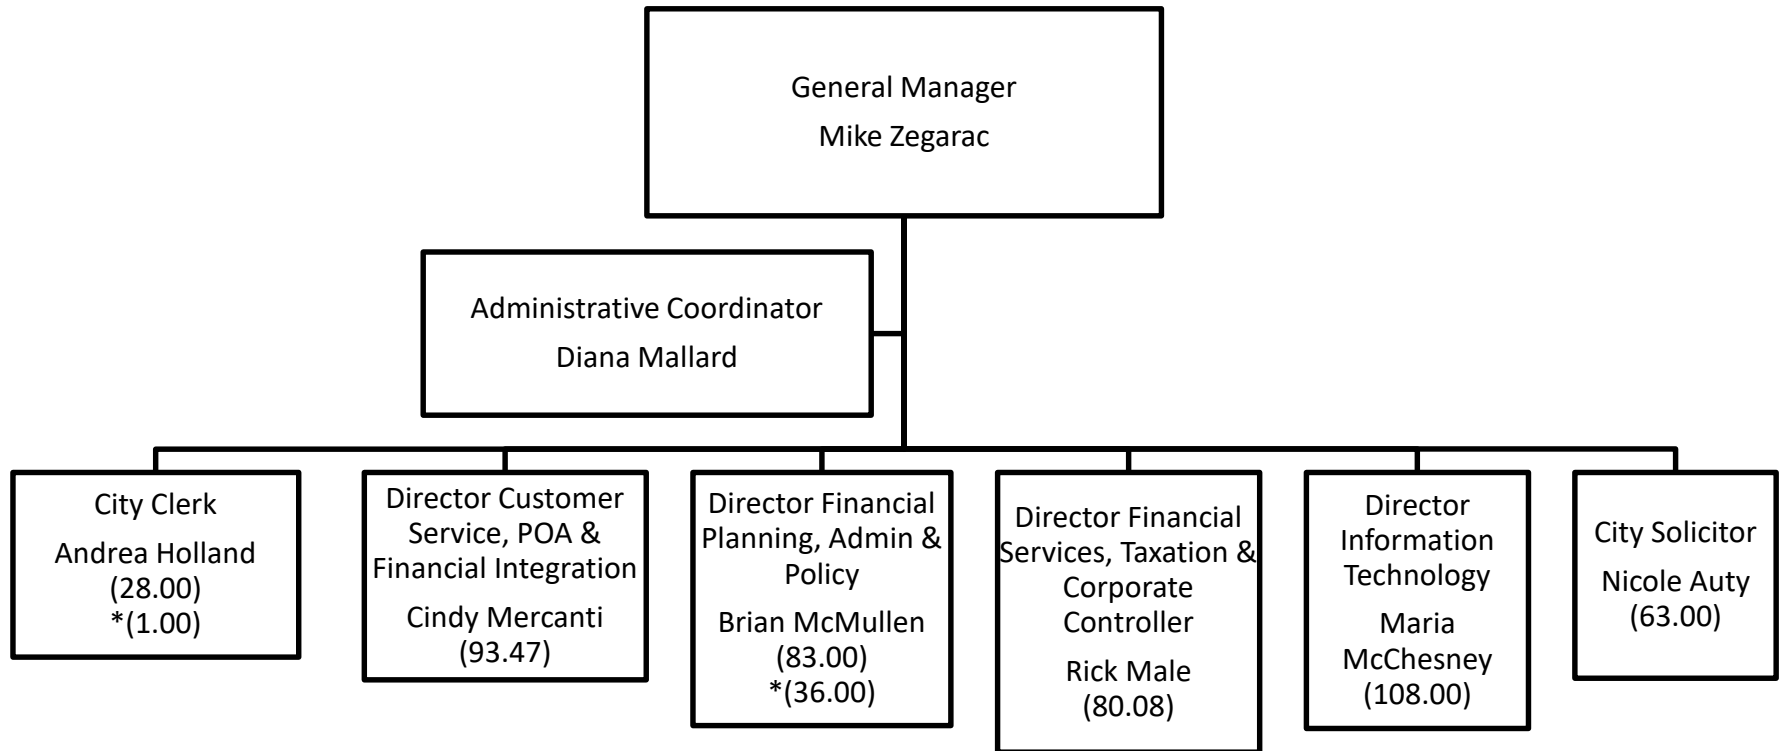 General Manager
Mike Zegarac
Administrative Coordinator
Diana Mallard
City Clerk
Andrea Holland
(28.00)
*(1.00)
Director Customer
Service, POA &
Financial Integration
Cindy Mercanti
(93.47)
Director Financial
Planning, Admin &
Policy
Brian McMullen
(83.00)
*(36.00)
Director Financial
Services, Taxation &
Corporate
Controller
Rick Male
(80.08)
Director
Information
Technology
Maria
McChesney
(108.00)
City Solicitor
Nicole Auty
(63.00)